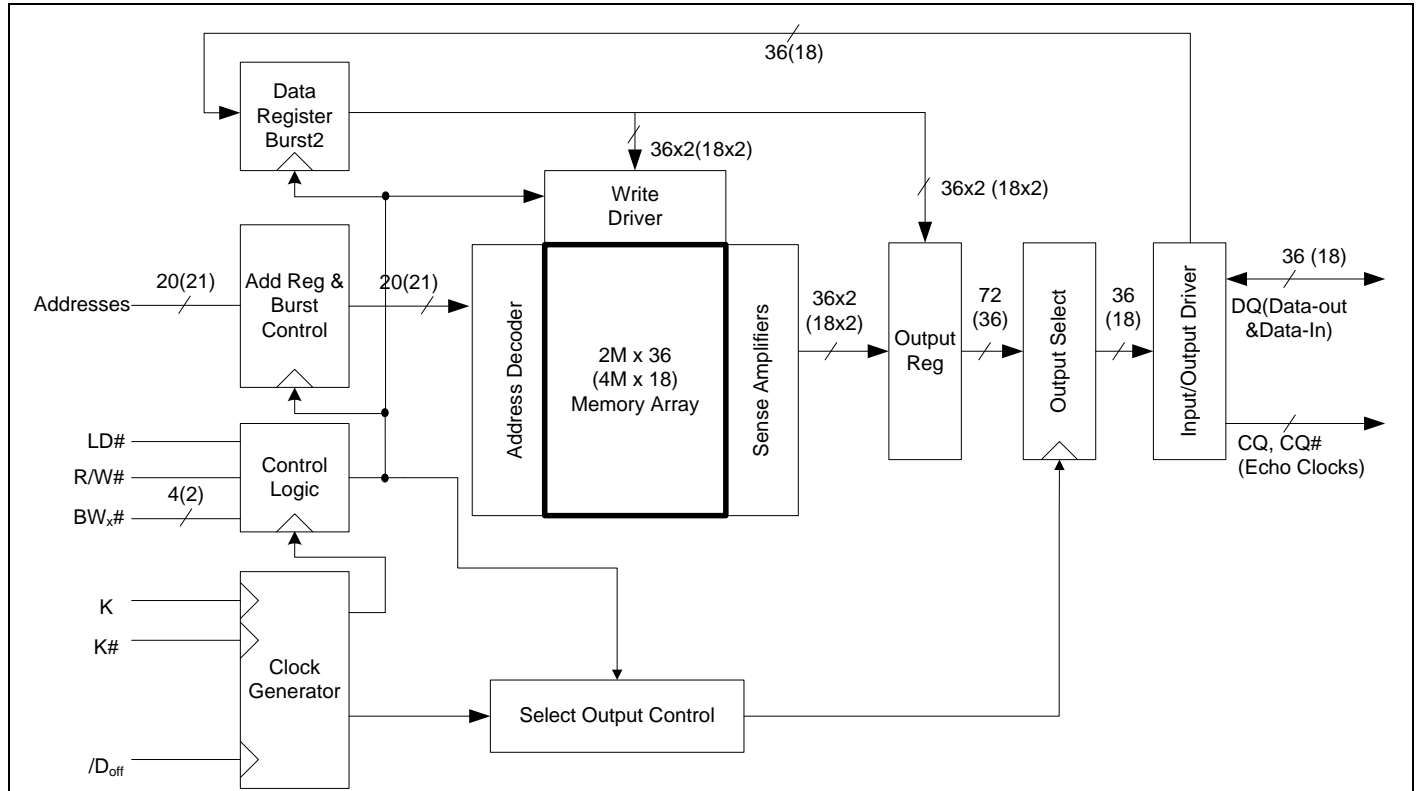 36(18)
Data
Register
Burst2
36x2(18x2)
36x2 (18x2)
Write
Driver
Addresses
20(21)
Add Reg &
Burst
Control
20(21)
Address Decoder
2M x 36
(4M x 18)
Memory Array
Sense Amplifiers
36x2
(18x2)
Output
Reg
72
(36)
Output Select
36
(18)
Input/Output Driver
36 (18)
DQ(Data-out
&Data-In)
CQ, CQ#
(Echo Clocks)
LD#
R/W#
BWx#
4(2)
Control
Logic
K
K#
/Doff
Clock
Generator
Select Output Control